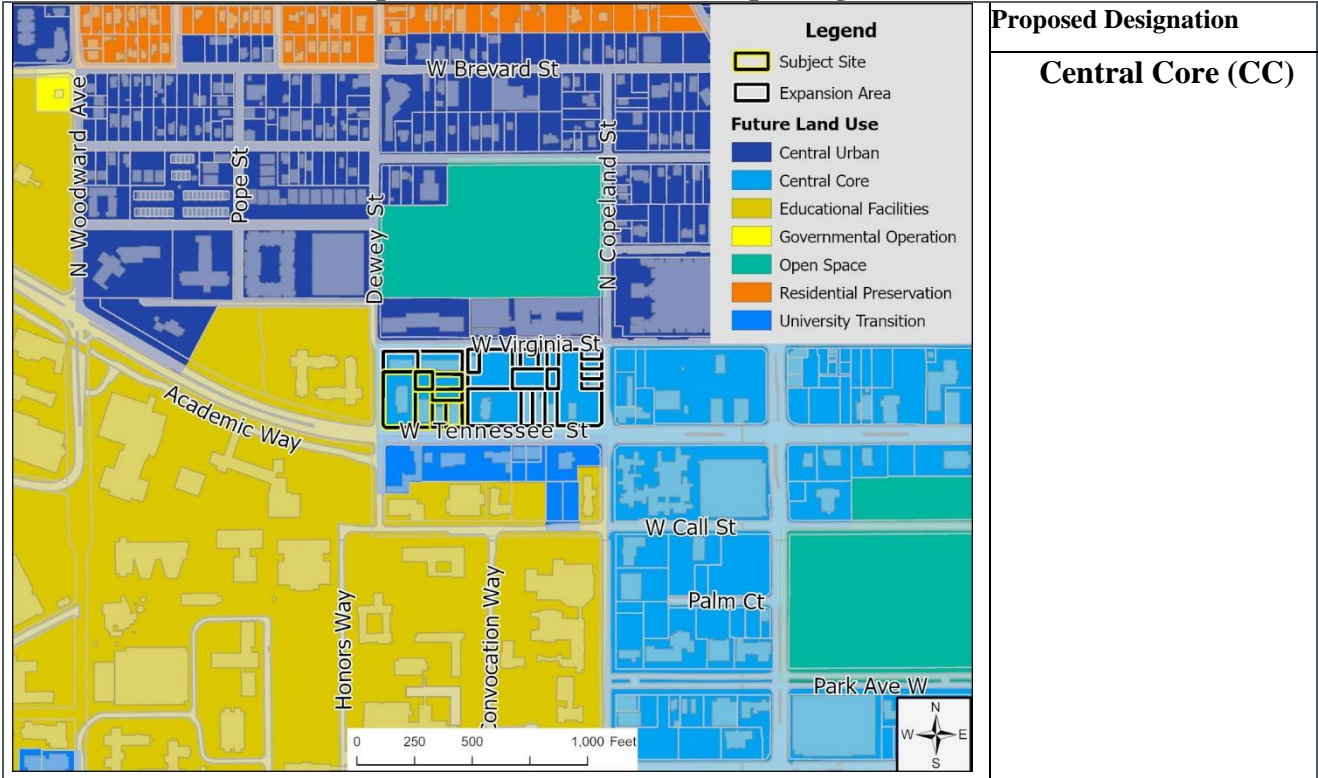 Proposed Designation
Central Core (CC)
Legend
Subject Site
Expansion Area
Future Land Use
Central Urban
Central Core
Educational Facilities
Governmental Operation
Open Space
Residential Preservation
University Transition
W Brevard St
N Woodward Ave
Pope St
Dewey St
N Copeland St
W Virginia St
Academic Way
W Tennessee St
W Call St
Palm Ct
Honors Way
Convocation Way
Park Ave W
0 250 500 1,000 Feet
N
W E
S